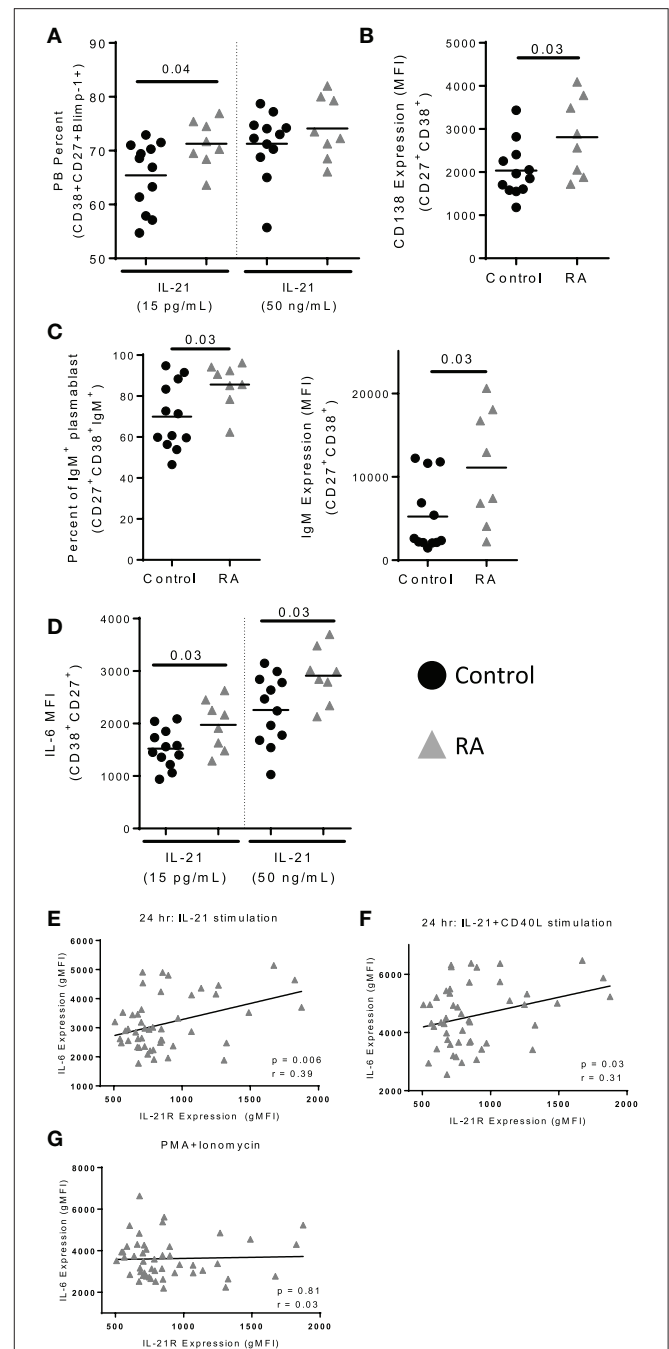 A
PB Percent
(CD38+CD27+Blimp-1+)
90
80
70
60
50
0.04
IL-21
(15 pg/mL)
IL-21
(50 ng/mL)
B
CD138 Expression (MFI)
(CD27+CD38+)
5000
4000
3000
2000
1000
0
0.03
Control
RA
C
Percent of IgM+ plasmablast
(CD27+CD38+IgM+)
100
80
60
40
20
0
0.03
Control
RA
IgM Expression (MFI)
(CD27+CD38+)
20000
10000
0
0.03
Control
RA
D
IL-6 MFI
(CD38+CD27+)
4000
3000
2000
1000
0
0.03
0.03
IL-21
(15 pg/mL)
IL-21
(50 ng/mL)
Control
RA
E
24 hr: IL-21 stimulation
IL-6 Expression (gMFI)
6000
5000
4000
3000
2000
1000
p = 0.006
r = 0.39
500
1000
1500
2000
IL-21R Expression (gMFI)
F
24 hr: IL-21+CD40L stimulation
IL-6 Expression (gMFI)
6000
4000
2000
p = 0.03
r = 0.31
500
1000
1500
2000
IL-21R Expression (gMFI)
G
PMA+Ionomycin
IL-6 Expression (gMFI)
8000
6000
4000
2000
0
p = 0.81
r = 0.03
500
1000
1500
2000
IL-21R Expression (gMFI)